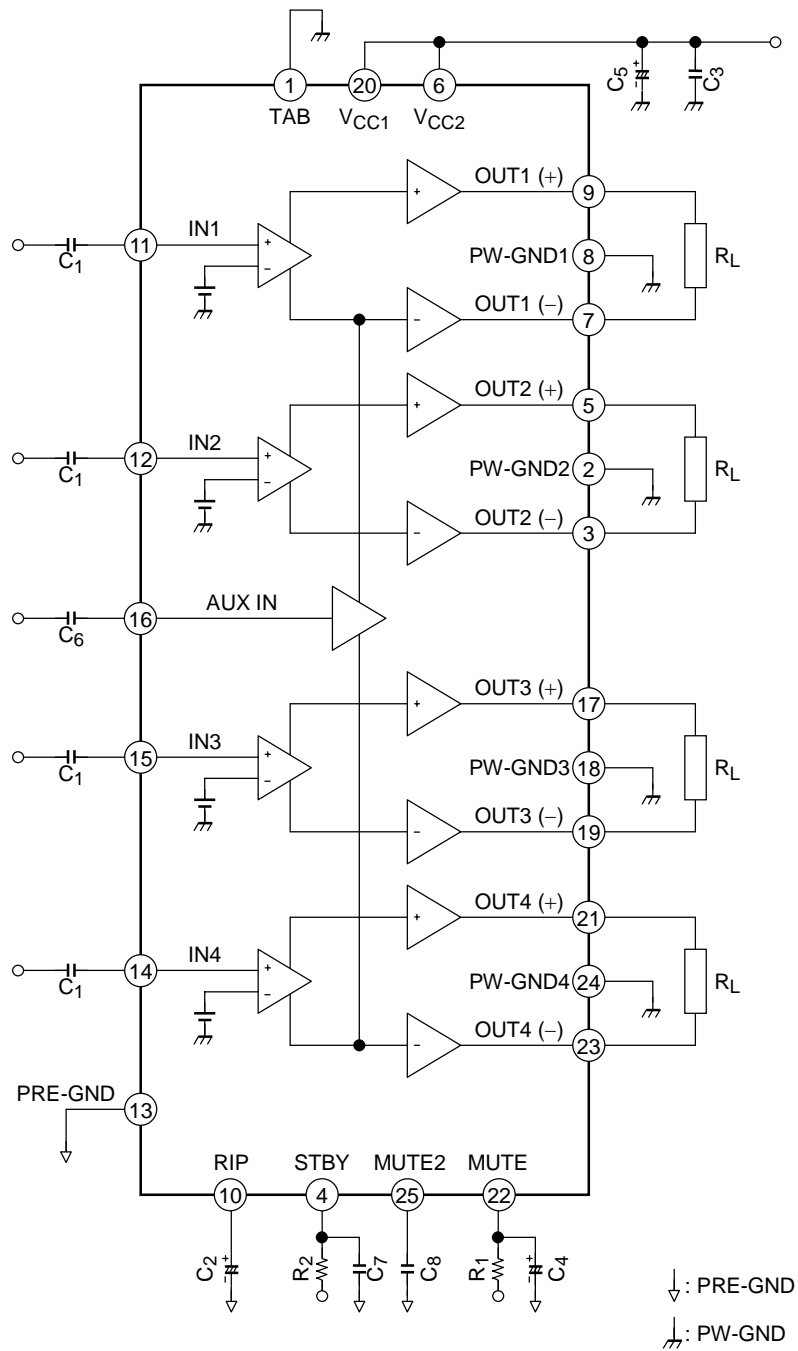 1 20 6
TAB VCC1 VCC2
C5 + - C3
OUT1 (+) 9
+
11 IN1 + -
C1
PW-GND1 8 RL
OUT1 (−) 7
-
OUT2 (+) 5
+
12 IN2 + -
C1
PW-GND2 2 RL
OUT2 (−) 3
-
16 AUX IN
C6
OUT3 (+) 17
+
15 IN3 + -
C1
PW-GND3 18 RL
OUT3 (−) 19
-
OUT4 (+) 21
+
14 IN4 + -
C1
PW-GND4 24 RL
OUT4 (−) 23
-
PRE-GND 13
RIP STBY MUTE2 MUTE
10 4 25 22
C2 + - R2 C7 C8 R1 + - C4
: PRE-GND
: PW-GND